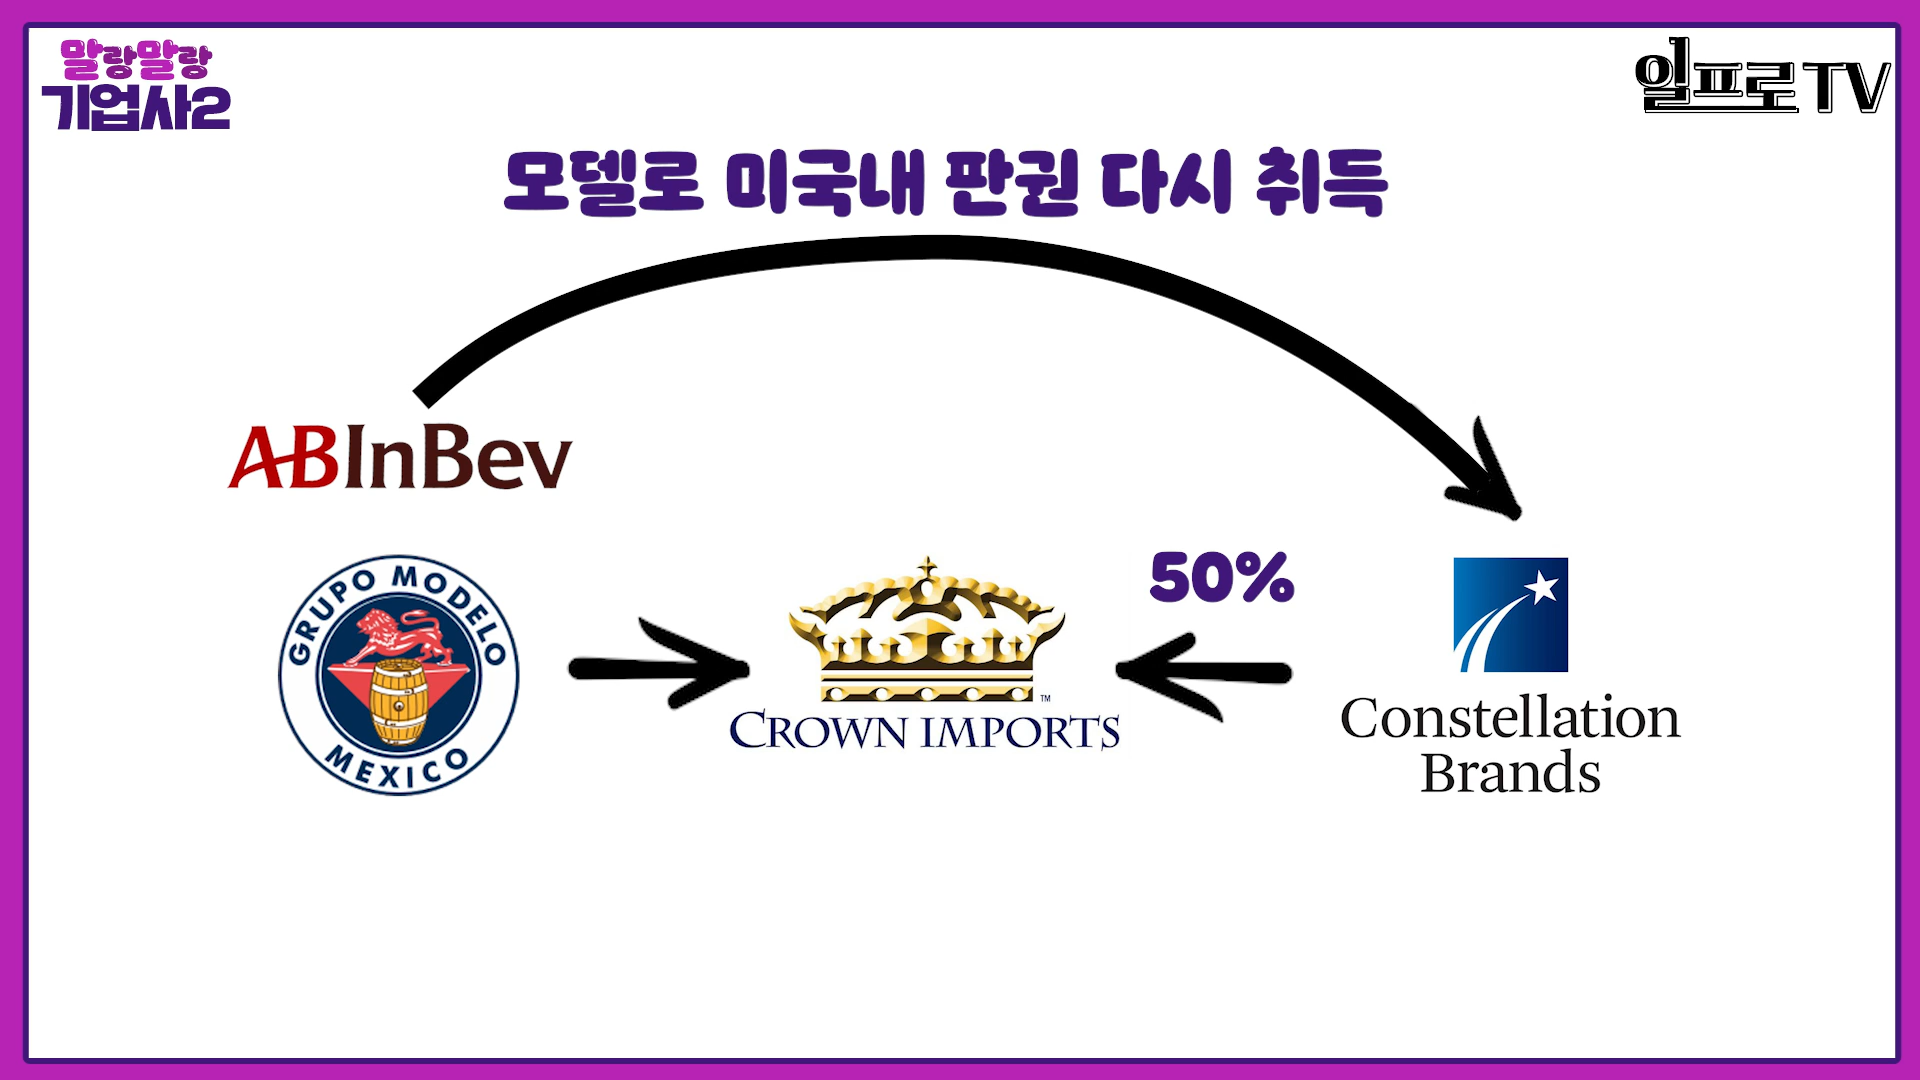 말랑말랑
기업사2
일프로TV
모델로 미국내 판권 다시 취득
ABInBev
GRUPO MODELO
MEXICO
CROWN IMPORTS
TM
50%
Constellation
Brands